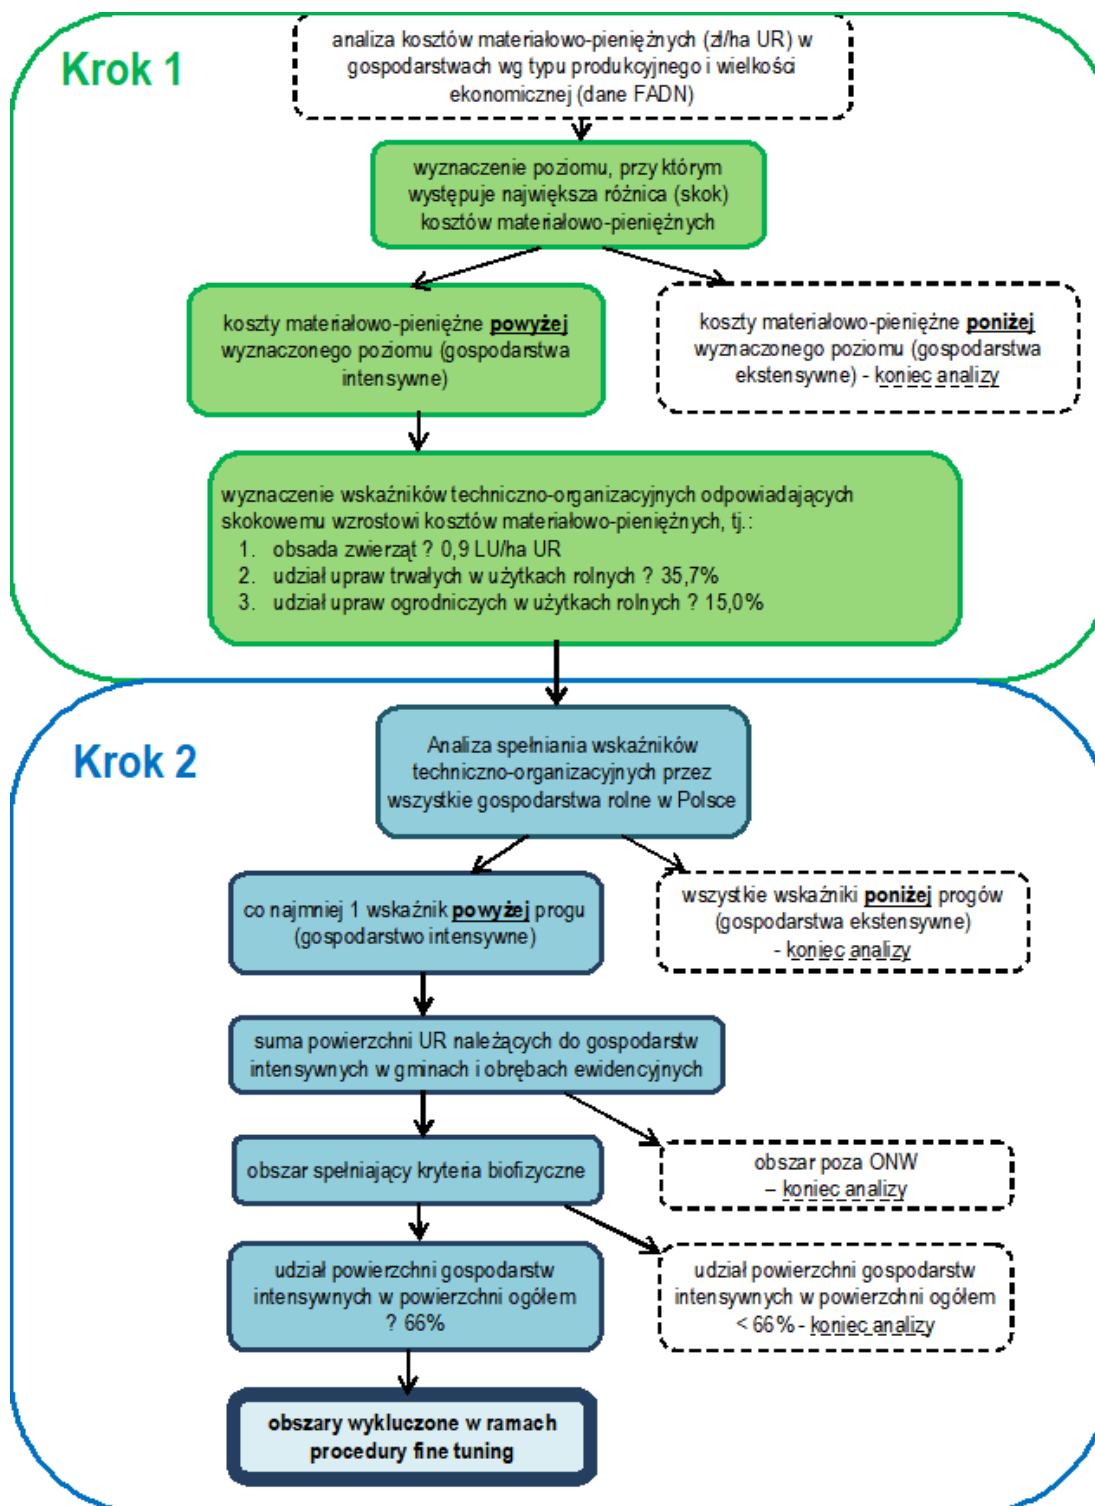 Krok 1
analiza kosztów materiałowo-pieniężnych (zł/ha UR) w
gospodarstwach wg typu produkcyjnego i wielkości
ekonomicznej (dane FADN)
wyznaczenie poziomu, przy którym
występuje największa różnica (skok)
kosztów materiałowo-pieniężnych
koszty materiałowo-pieniężne powyżej
wyznaczonego poziomu (gospodarstwa
intensywne)
koszty materiałowo-pieniężne poniżej
wyznaczonego poziomu (gospodarstwa
ekstensywne) - koniec analizy
wyznaczenie wskaźników techniczno-organizacyjnych odpowiadających
skokowemu wzrostowi kosztów materiałowo-pieniężnych, tj.:
1. obsada zwierząt ? 0,9 LU/ha UR
2. udział upraw trwałych w użytkach rolnych ? 35,7%
3. udział upraw ogrodniczych w użytkach rolnych ? 15,0%
Krok 2
Analiza spełniania wskaźników
techniczno-organizacyjnych przez
wszystkie gospodarstwa rolne w Polsce
co najmniej 1 wskaźnik powyżej progu
(gospodarstwo intensywne)
wszystkie wskaźniki poniżej progów
(gospodarstwa ekstensywne)
- koniec analizy
suma powierzchni UR należących do gospodarstw
intensywnych w gminach i obrębach ewidencyjnych
obszar spełniający kryteria biofizyczne
obszar poza ONW
– koniec analizy
udział powierzchni gospodarstw
intensywnych w powierzchni ogółem
? 66%
udział powierzchni gospodarstw
intensywnych w powierzchni ogółem
< 66% - koniec analizy
obszary wykluczone w ramach
procedury fine tuning